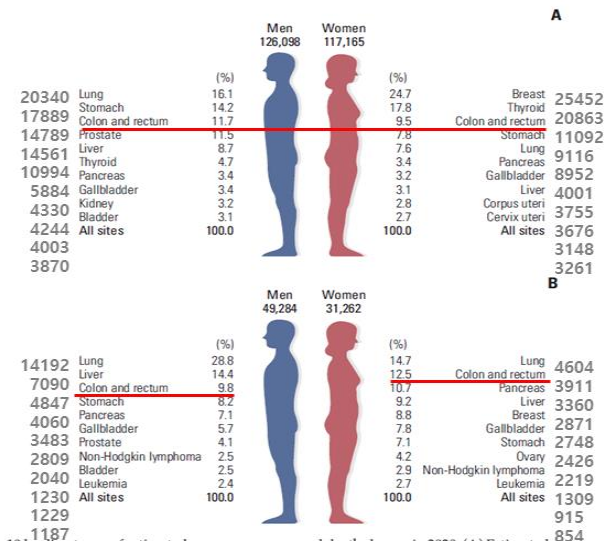 A
Men Women
126,098 117,165
(%) (%)
20340 Lung 16.1 24.7 Breast 25452
17889 Stomach 14.2 17.8 Thyroid 20863
14789 Colon and rectum 11.7 9.5 Colon and rectum 11092
14561 Prostate 11.5 7.8 Stomach 9116
10994 Liver 8.7 7.6 Lung 8952
5884 Thyroid 4.7 3.4 Pancreas 4001
4330 Pancreas 3.4 3.2 Gallbladder 3755
4244 Gallbladder 3.4 3.1 Liver 3676
4003 Kidney 3.2 2.8 Corpus uteri 3148
3870 Bladder 3.1 2.7 Cervix uteri 3261
All sites 100.0 100.0 All sites
B
Men Women
49,284 31,262
(%) (%)
14192 Lung 28.8 14.7 Lung 4604
7090 Liver 14.4 12.5 Colon and rectum 3911
4847 Colon and rectum 9.8 10.7 Pancreas 3360
4060 Stomach 8.2 9.2 Liver 2871
3483 Pancreas 7.1 8.8 Breast 2748
2809 Gallbladder 5.7 7.8 Gallbladder 2426
2040 Prostate 4.1 7.1 Stomach 2219
1230 Non-Hodgkin lymphoma 2.5 4.2 Ovary 1309
1229 Bladder 2.5 2.9 Non-Hodgkin lymphoma 915
1187 Leukemia 2.4 2.7 Leukemia 854
All sites 100.0 100.0 All sites